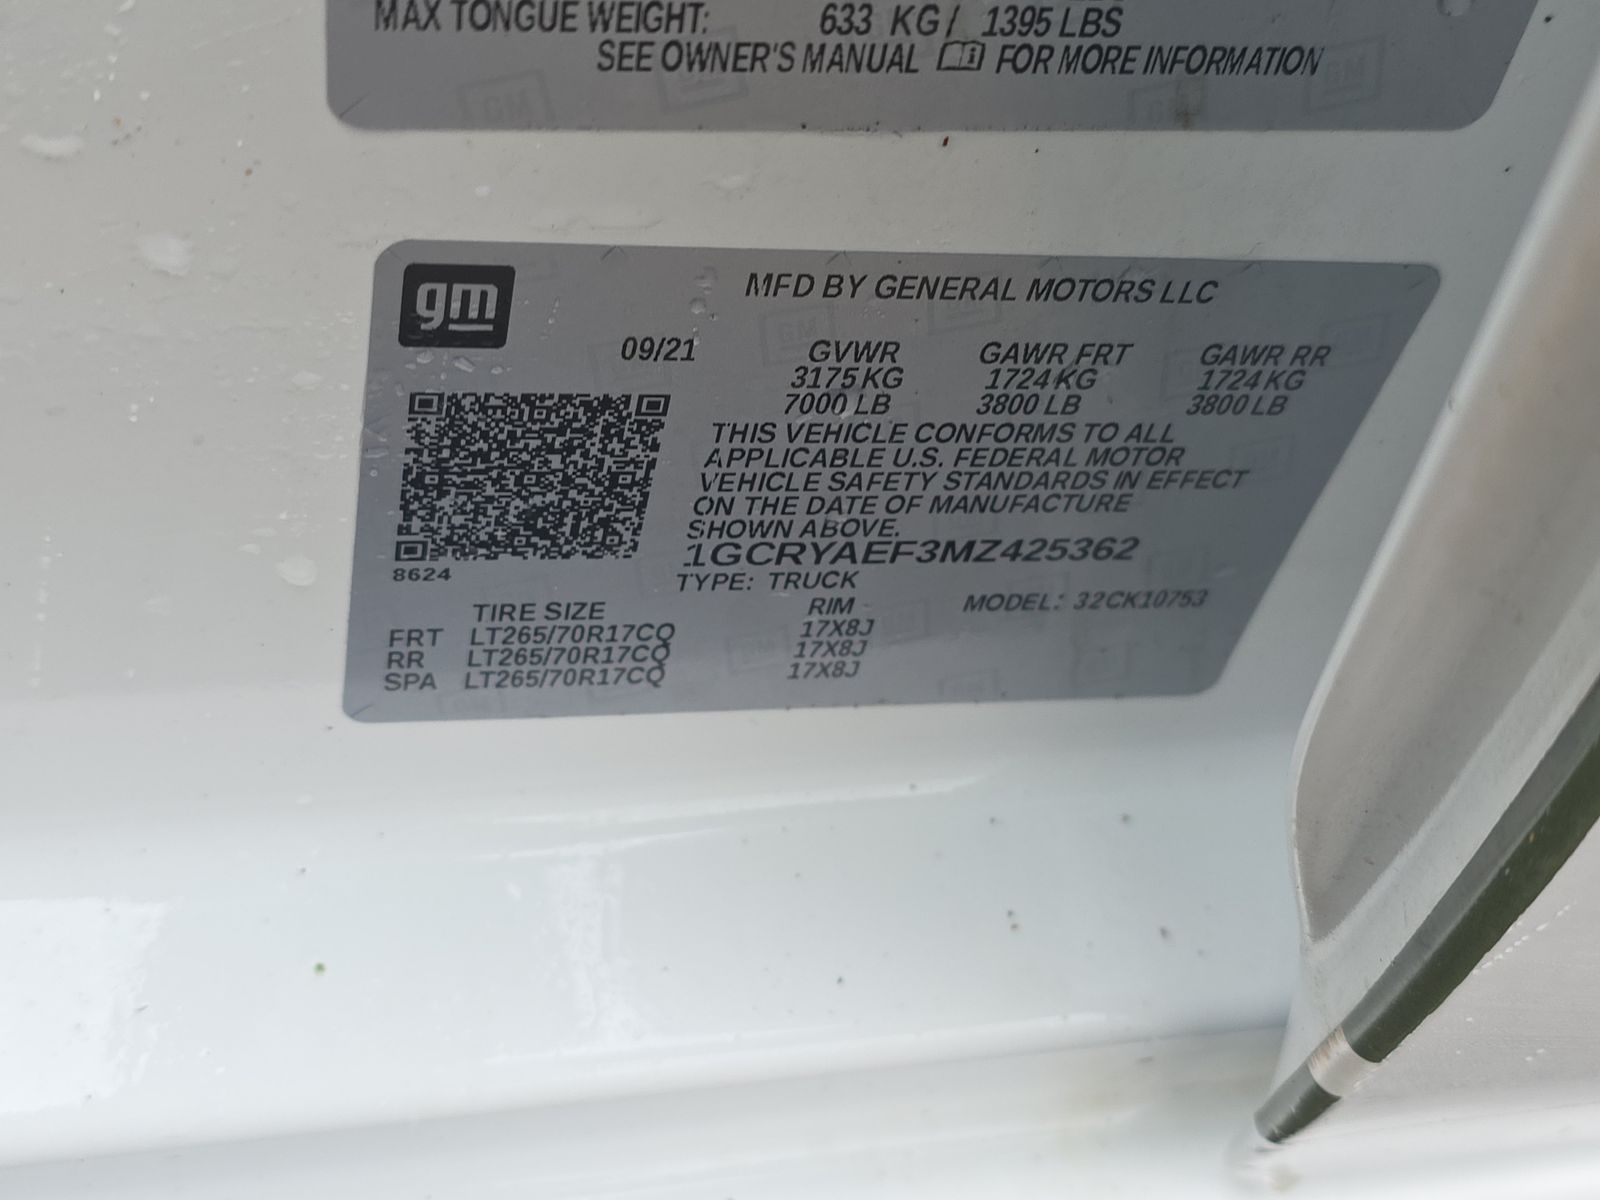 MAX TONGUE WEIGHT: 633 KG / 1395 LBS
SEE OWNER'S MANUAL FOR MORE INFORMATION
gm
MFD BY GENERAL MOTORS LLC
09/21 GVWR GAWR FRT GAWR RR
3175 KG 1724 KG 1724 KG
7000 LB 3800 LB 3800 LB
THIS VEHICLE CONFORMS TO ALL
APPLICABLE U.S. FEDERAL MOTOR
VEHICLE SAFETY STANDARDS IN EFFECT
ON THE DATE OF MANUFACTURE
SHOWN ABOVE.
1GCRYAEF3MZ425362
8624
TYPE: TRUCK
MODEL: 32CK10753
TIRE SIZE RIM
FRT LT265/70R17CQ 17X8J
RR LT265/70R17CQ 17X8J
SPA LT265/70R17CQ 17X8J